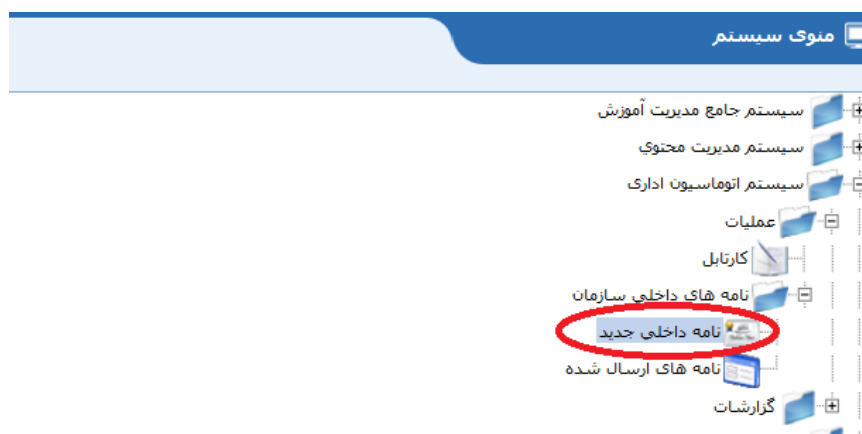 منوی سیستم
سیستم جامع مدیریت آموزش
سیستم مدیریت محتوي
سیستم اتوماسیون اداری
عملیات
کارتابل
نامه های داخلی سازمان
نامه داخلی جدید
نامه های ارسال شده
گزارشات